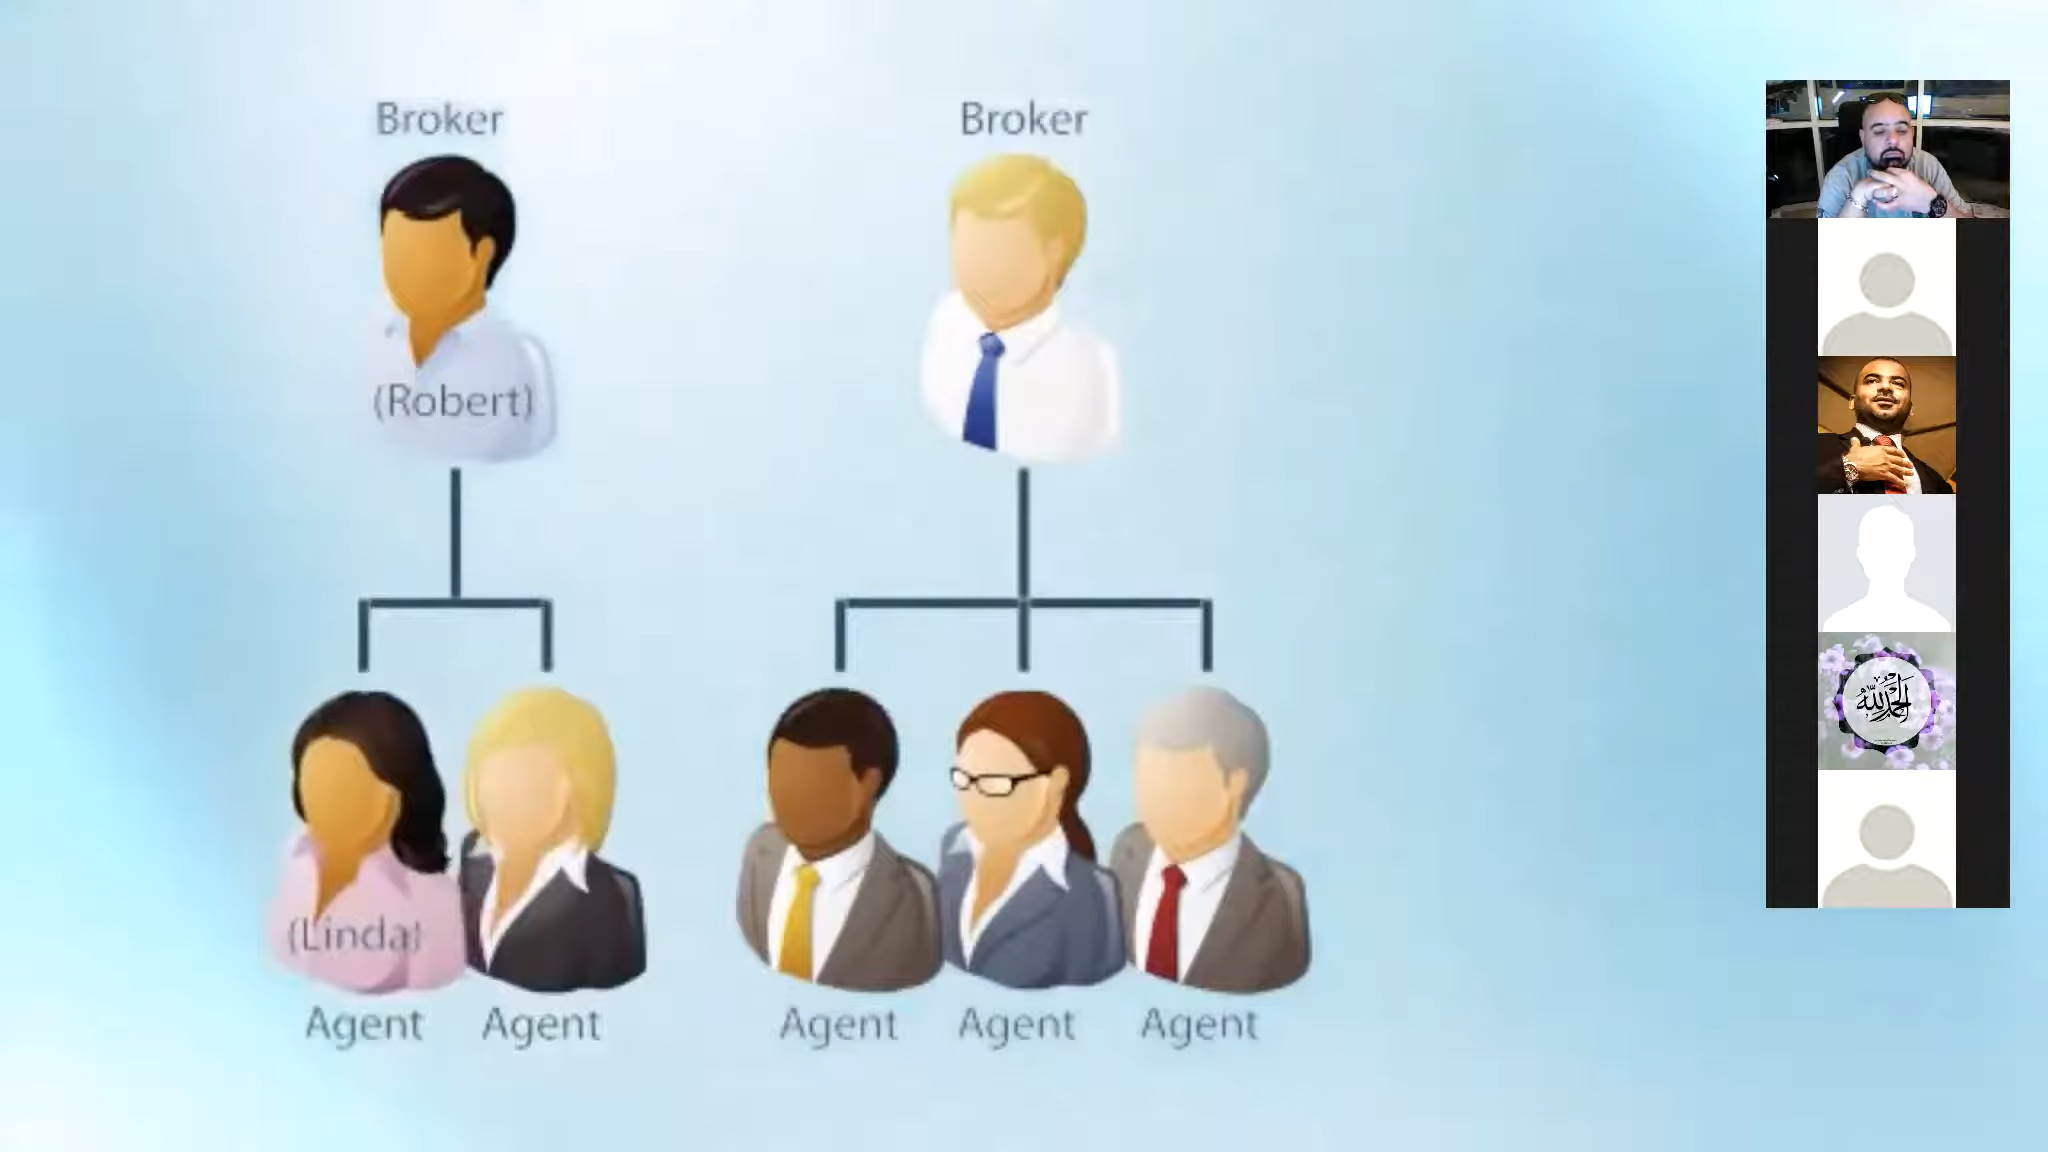 Broker
Broker
(Robert)
(Linda)
Agent
Agent
Agent
Agent
Agent
الحمد لله